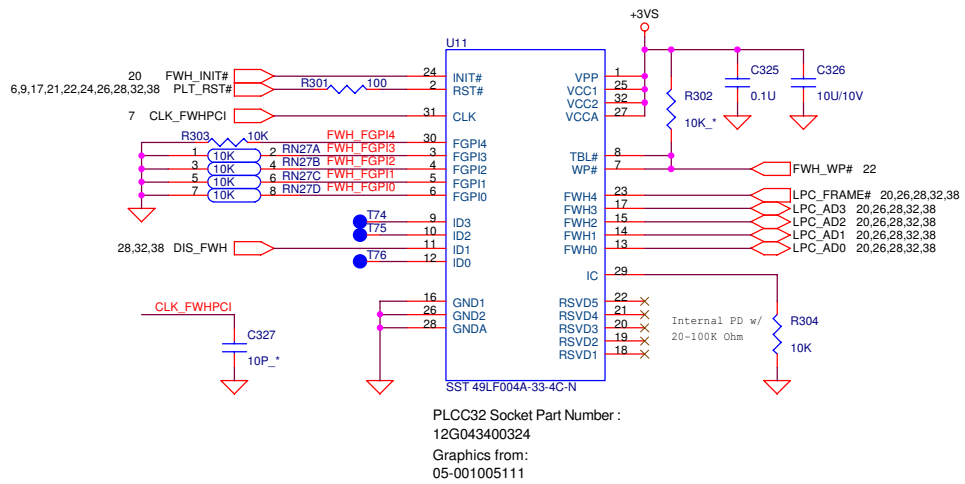 +3VS
U11
20 FWH_INIT# 24 INIT# VPP 1
6,9,17,21,22,24,26,28,32,38 PLT_RST# R301 100 2 RST# VCC1 25
VCC2 32
7 CLK_FWHPCI 31 CLK VCCA 27
C325
0.1U
C326
10U/10V
R302
10K_*
R303 10K FWH_FGPI4 30 FGPI4
1 10K 2 RN27A FWH_FGPI3 3 FGPI3 TBL# 8
3 10K 4 RN27B FWH_FGPI2 4 FGPI2 WP# 7 FWH_WP# 22
5 10K 6 RN27C FWH_FGPI1 5 FGPI1
7 10K 8 RN27D FWH_FGPI0 6 FGPI0 FWH4 23 LPC_FRAME# 20,26,28,32,38
FWH3 17 LPC_AD3 20,26,28,32,38
T74 9 ID3 FWH2 15 LPC_AD2 20,26,28,32,38
T75 10 ID2 FWH1 14 LPC_AD1 20,26,28,32,38
28,32,38 DIS_FWH 11 ID1 FWH0 13 LPC_AD0 20,26,28,32,38
T76 12 ID0
IC 29
16 GND1 RSVD5 22
26 GND2 RSVD4 21
28 GNDA RSVD3 20
RSVD2 19
RSVD1 18
Internal PD w/
20-100K Ohm
R304
10K
CLK_FWHPCI
C327
10P_*
SST 49LF004A-33-4C-N
PLCC32 Socket Part Number :
12G043400324
Graphics from:
05-001005111